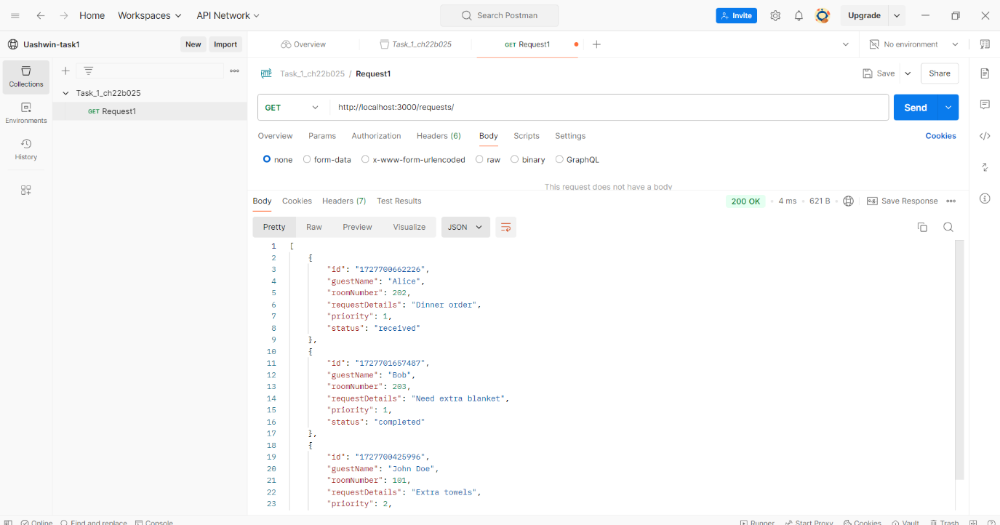 Home Workspaces API Network Search Postman Invite Upgrade
Uashwin-task1 New Import Overview Task_1_ch22b025 GET Request1 No environment
Collections
Environments
History
Task_1_ch22b025
GET Request1
HTTP Task_1_ch22b025 / Request1 Save Share
GET http://localhost:3000/requests/ Send
Overview Params Authorization Headers (6) Body Scripts Settings Cookies
none form-data x-www-form-urlencoded raw binary GraphQL
This request does not have a body
Body Cookies Headers (7) Test Results 200 OK 4 ms 621 B e.g. Save Response
Pretty Raw Preview Visualize JSON
1 [
2 {
3 "id": "1727700662226",
4 "guestName": "Alice",
5 "roomNumber": 202,
6 "requestDetails": "Dinner order",
7 "priority": 1,
8 "status": "received"
9 },
10 {
11 "id": "1727701657487",
12 "guestName": "Bob",
13 "roomNumber": 203,
14 "requestDetails": "Need extra blanket",
15 "priority": 1,
16 "status": "completed"
17 },
18 {
19 "id": "1727700425996",
20 "guestName": "John Doe",
21 "roomNumber": 101,
22 "requestDetails": "Extra towels",
23 "priority": 2,
Online Find and replace Console Runner Start Proxy Cookies Vault Trash